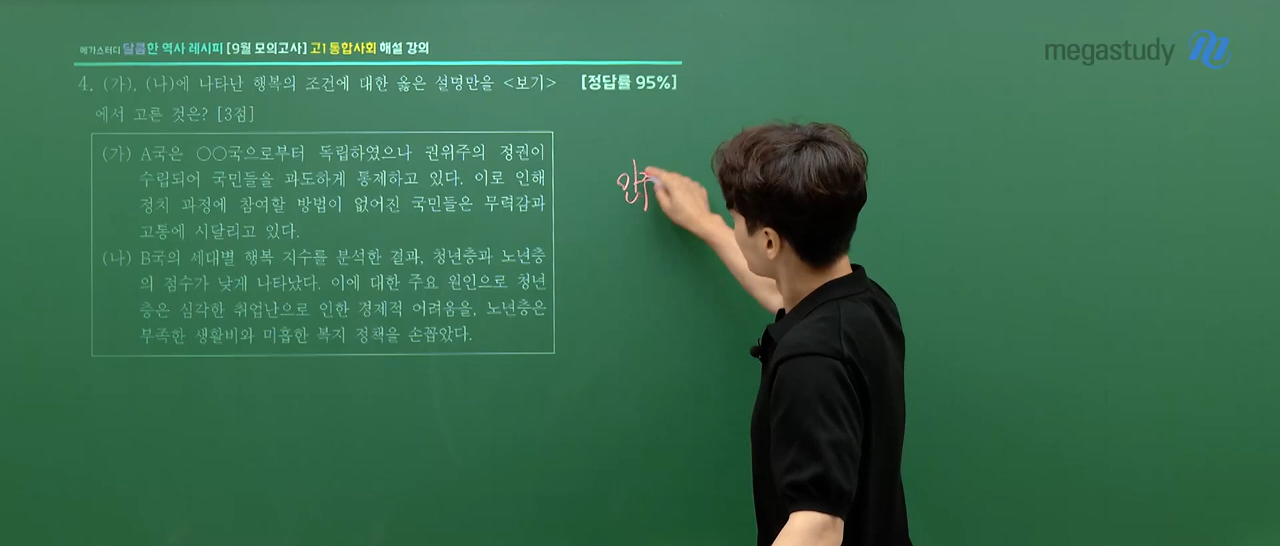 메가스터디 달콤한 역사 레시피 [9월 모의고사] 고1 통합사회 해설 강의
megastudy
4. (가), (나)에 나타난 행복의 조건에 대한 옳은 설명만을 <보기> [정답률 95%]
에서 고른 것은? [3점]
(가) A국은 ○○국으로부터 독립하였으나 권위주의 정권이
수립되어 국민들을 과도하게 통제하고 있다. 이로 인해
정치 과정에 참여할 방법이 없어진 국민들은 무력감과
고통에 시달리고 있다.
(나) B국의 세대별 행복 지수를 분석한 결과, 청년층과 노년층
의 점수가 낮게 나타났다. 이에 대한 주요 원인으로 청년
층은 심각한 취업난으로 인한 경제적 어려움을, 노년층은
부족한 생활비와 미흡한 복지 정책을 손꼽았다.